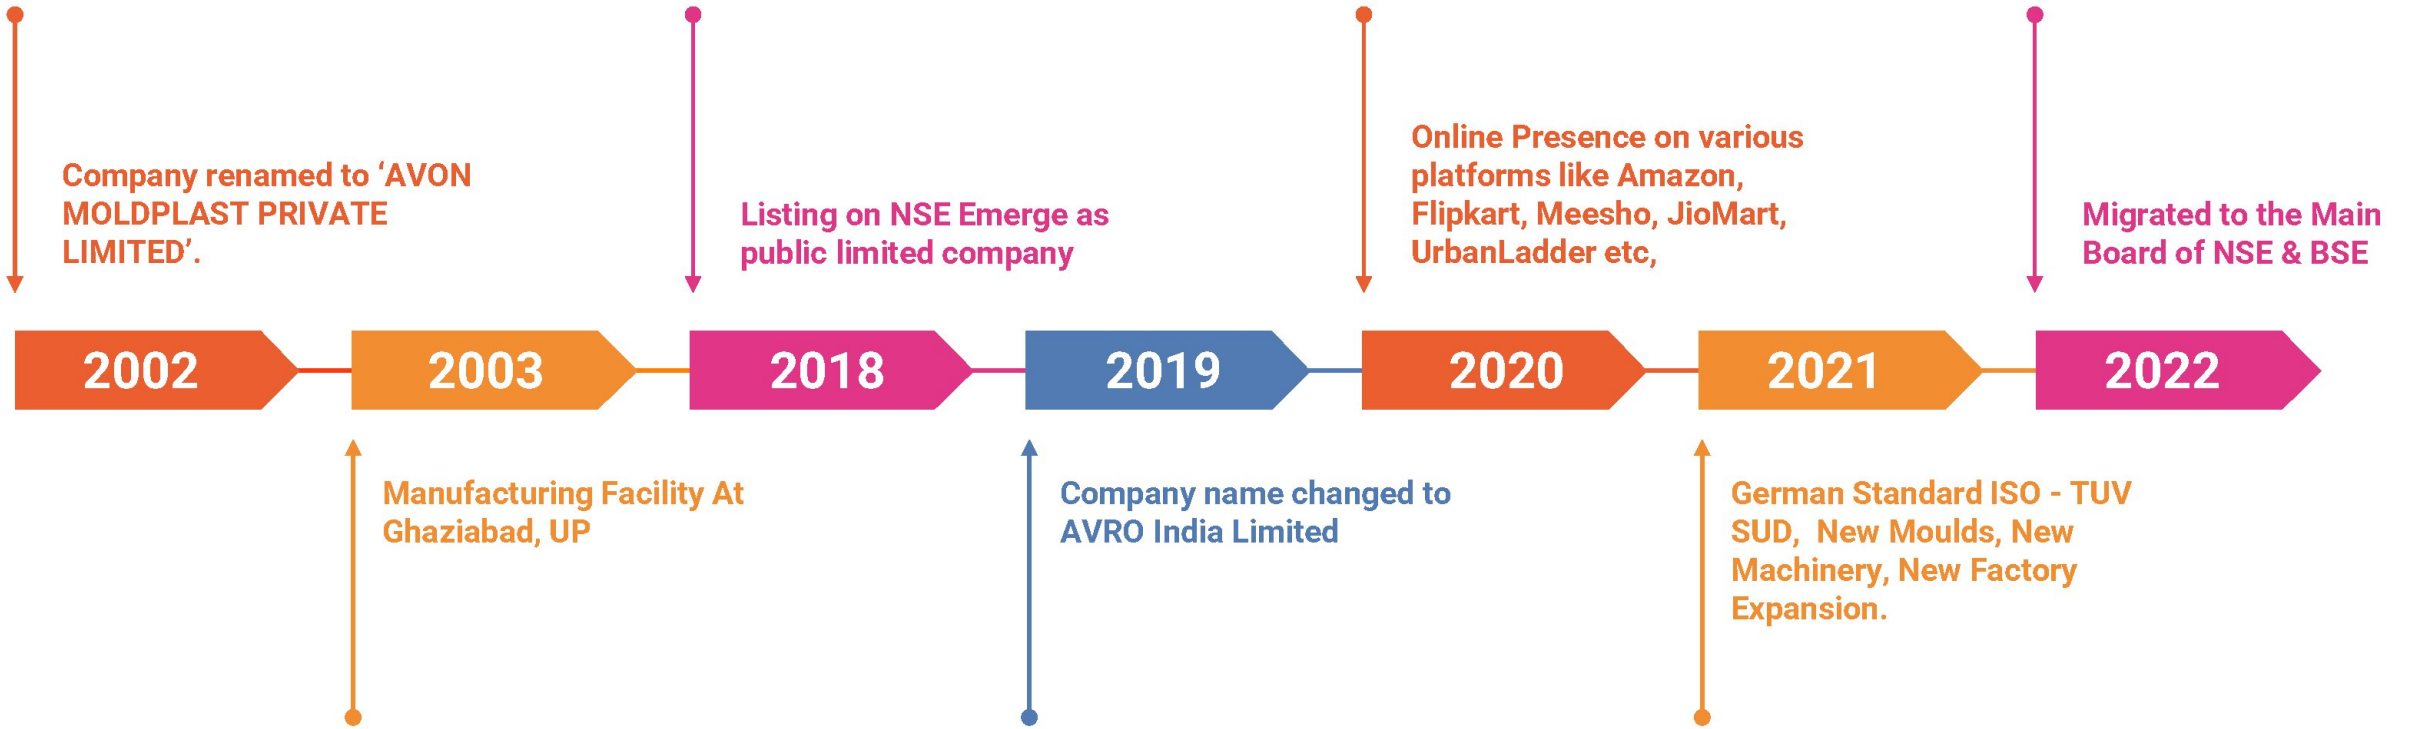 Company renamed to ‘AVON
MOLDPLAST PRIVATE
LIMITED’.
Listing on NSE Emerge as
public limited company
Online Presence on various
platforms like Amazon,
Flipkart, Meesho, JioMart,
UrbanLadder etc,
Migrated to the Main
Board of NSE & BSE
2002
2003
2018
2019
2020
2021
2022
Manufacturing Facility At
Ghaziabad, UP
Company name changed to
AVRO India Limited
German Standard ISO - TUV
SUD,  New Moulds, New
Machinery, New Factory
Expansion.